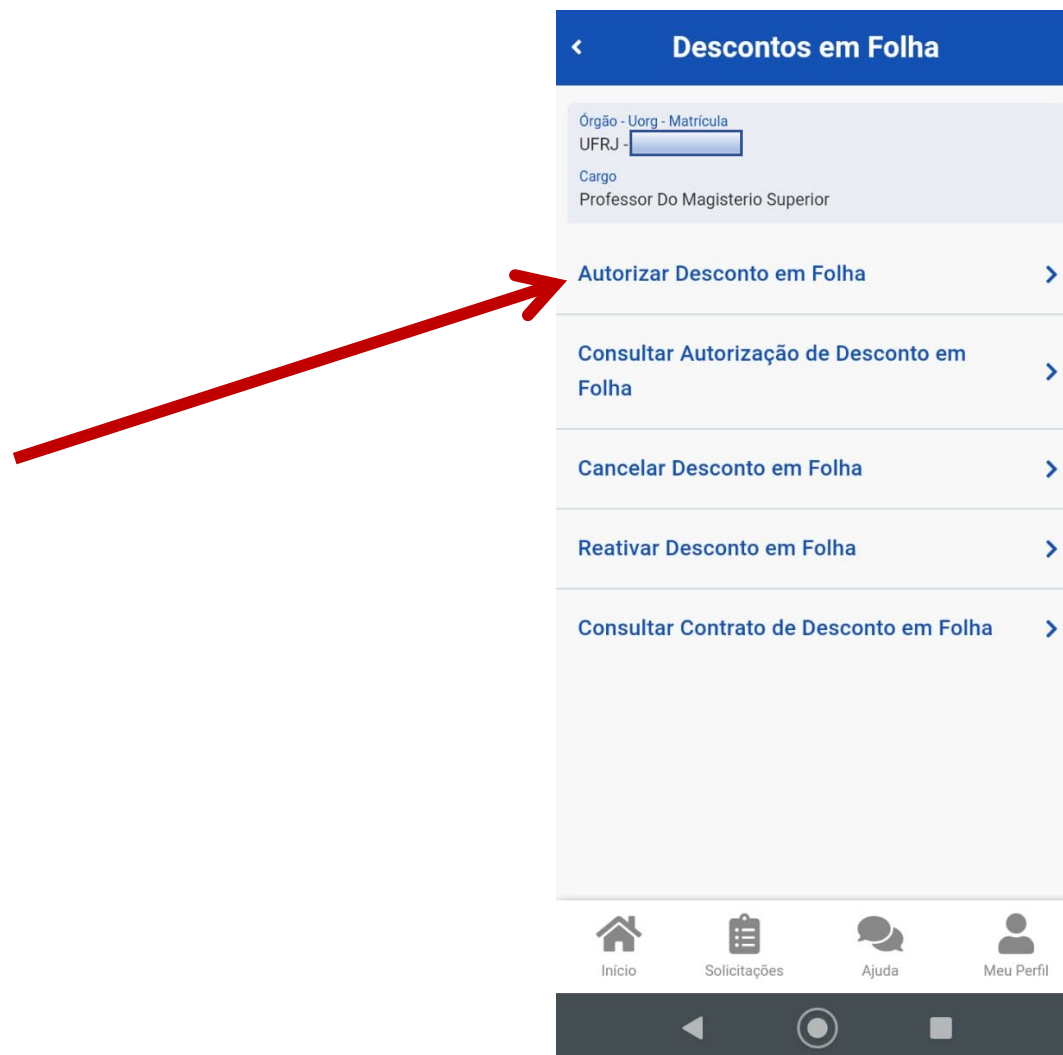 Descontos em Folha
Órgão - Uorg - Matrícula
UFRJ -
Cargo
Professor Do Magisterio Superior
Autorizar Desconto em Folha
Consultar Autorização de Desconto em
Folha
Cancelar Desconto em Folha
Reativar Desconto em Folha
Consultar Contrato de Desconto em Folha
Início
Solicitações
Ajuda
Meu Perfil